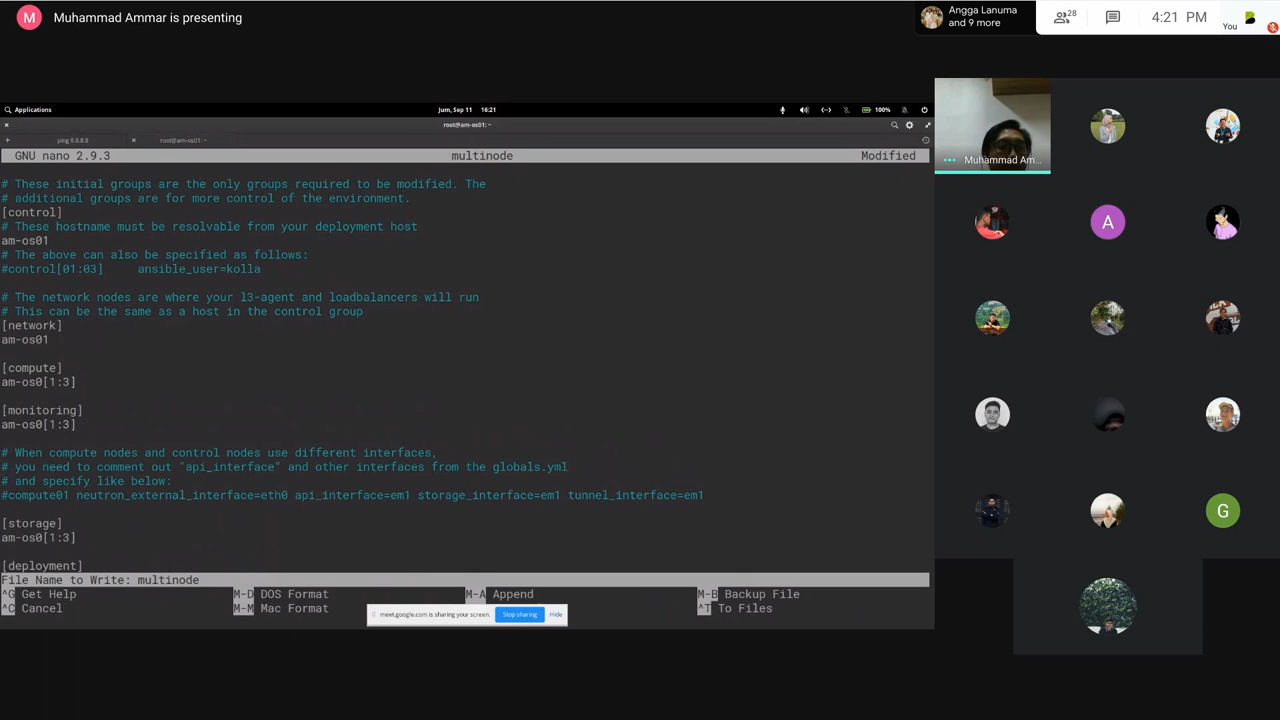 M Muhammad Ammar is presenting
Angga Lanuma
and 9 more
28
4:21 PM
You
Applications
Jum, Sep 11 16:21
100%
root@am-os01: ~
ping 8.8.8.8
root@am-os01: ~
GNU nano 2.9.3 multinode Modified
# These initial groups are the only groups required to be modified. The
# additional groups are for more control of the environment.
[control]
# These hostname must be resolvable from your deployment host
am-os01
# The above can also be specified as follows:
#control[01:03] ansible_user=kolla
# The network nodes are where your l3-agent and loadbalancers will run
# This can be the same as a host in the control group
[network]
am-os01
[compute]
am-os0[1:3]
[monitoring]
am-os0[1:3]
# When compute nodes and control nodes use different interfaces,
# you need to comment out "api_interface" and other interfaces from the globals.yml
# and specify like below:
#compute01 neutron_external_interface=eth0 api_interface=em1 storage_interface=em1 tunnel_interface=em1
[storage]
am-os0[1:3]
[deployment]
File Name to Write: multinode
^G Get Help M-D DOS Format M-A Append M-B Backup File
^C Cancel M-M Mac Format ^T To Files
meet.google.com is sharing your screen. Stop sharing Hide
Muhammad Am...
A
G